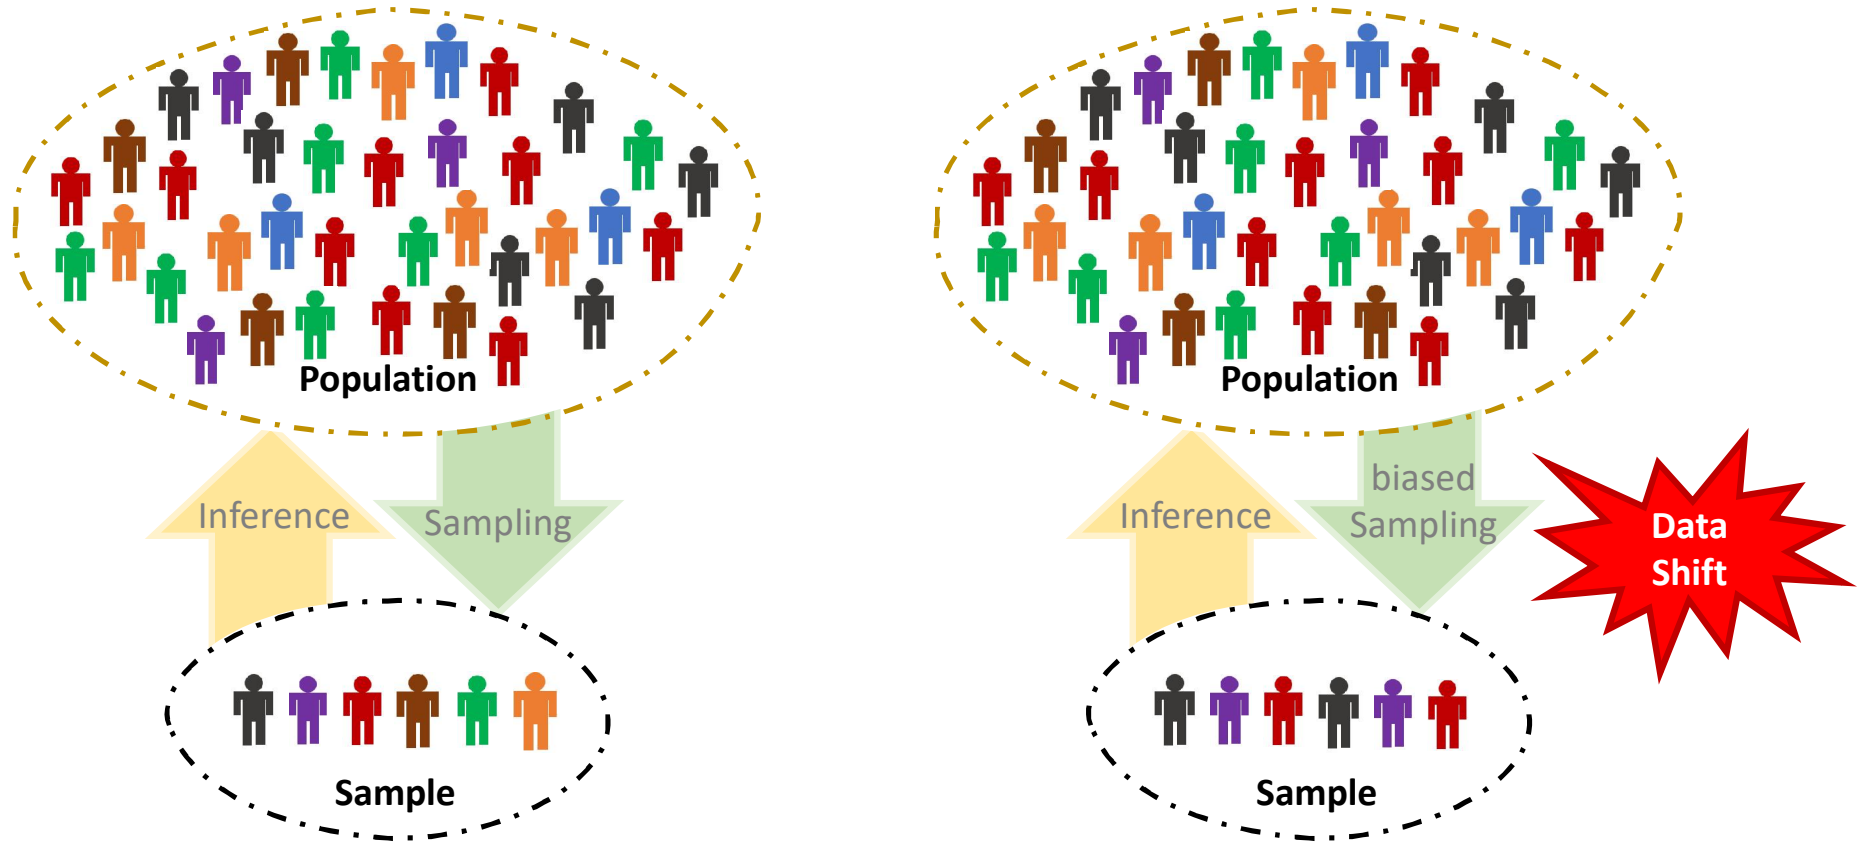 Population
Inference
Sampling
Sample
Population
Inference
biased
Sampling
Data
Shift
Sample